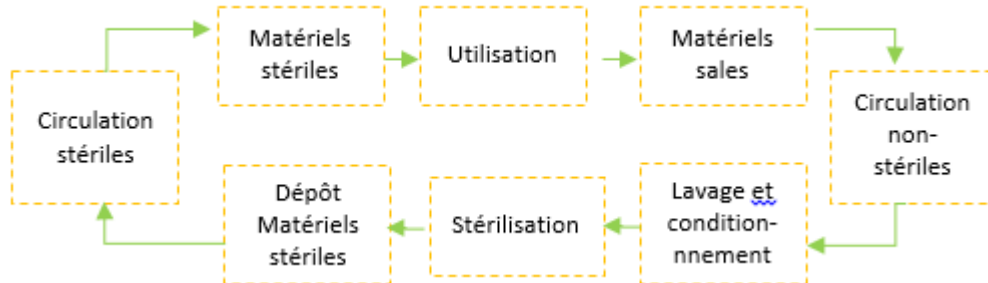 Matériels
stériles
Utilisation
Matériels
sales
Circulation
non-
stériles
Lavage et
condition-
nnement
Stérilisation
Dépôt
Matériels
stériles
Circulation
stériles